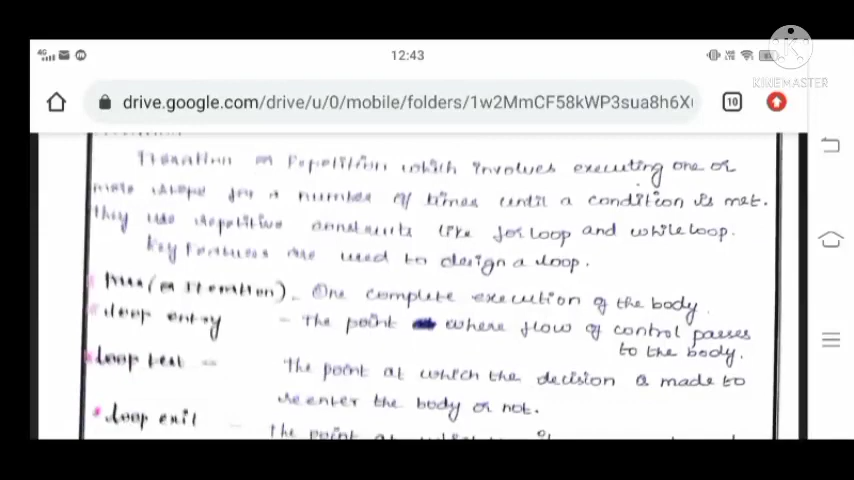 4G
12:43
KINEMASTER
drive.google.com/drive/u/0/mobile/folders/1w2MmCF58kWP3sua8h6X
10
Iteration or Repetition which involves executing one or
more steps for a number of times until a condition is met.
They use repetitive constructs like for loop and while loop.
Key Features are used to design a loop.
(or Iteration) - One complete execution of the body.
* Loop entry - The point where flow of control passes
to the body.
* Loop test - The point at which the decision is made to
re enter the body or not.
* Loop exit - The point at